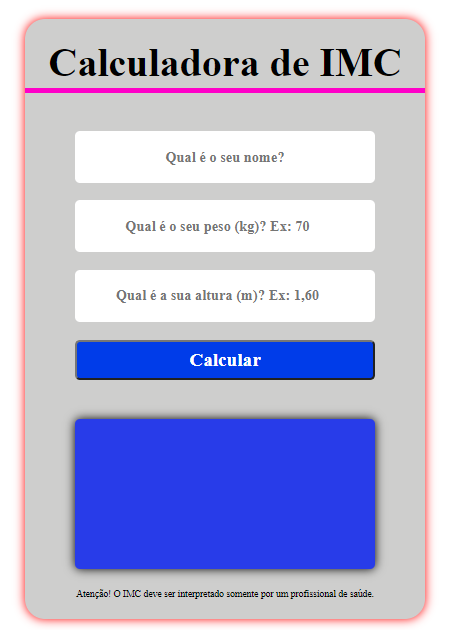 Calculadora de IMC
Qual é o seu nome?
Qual é o seu peso (kg)? Ex: 70
Qual é a sua altura (m)? Ex: 1,60
Calcular
Atenção! O IMC deve ser interpretado somente por um profissional de saúde.